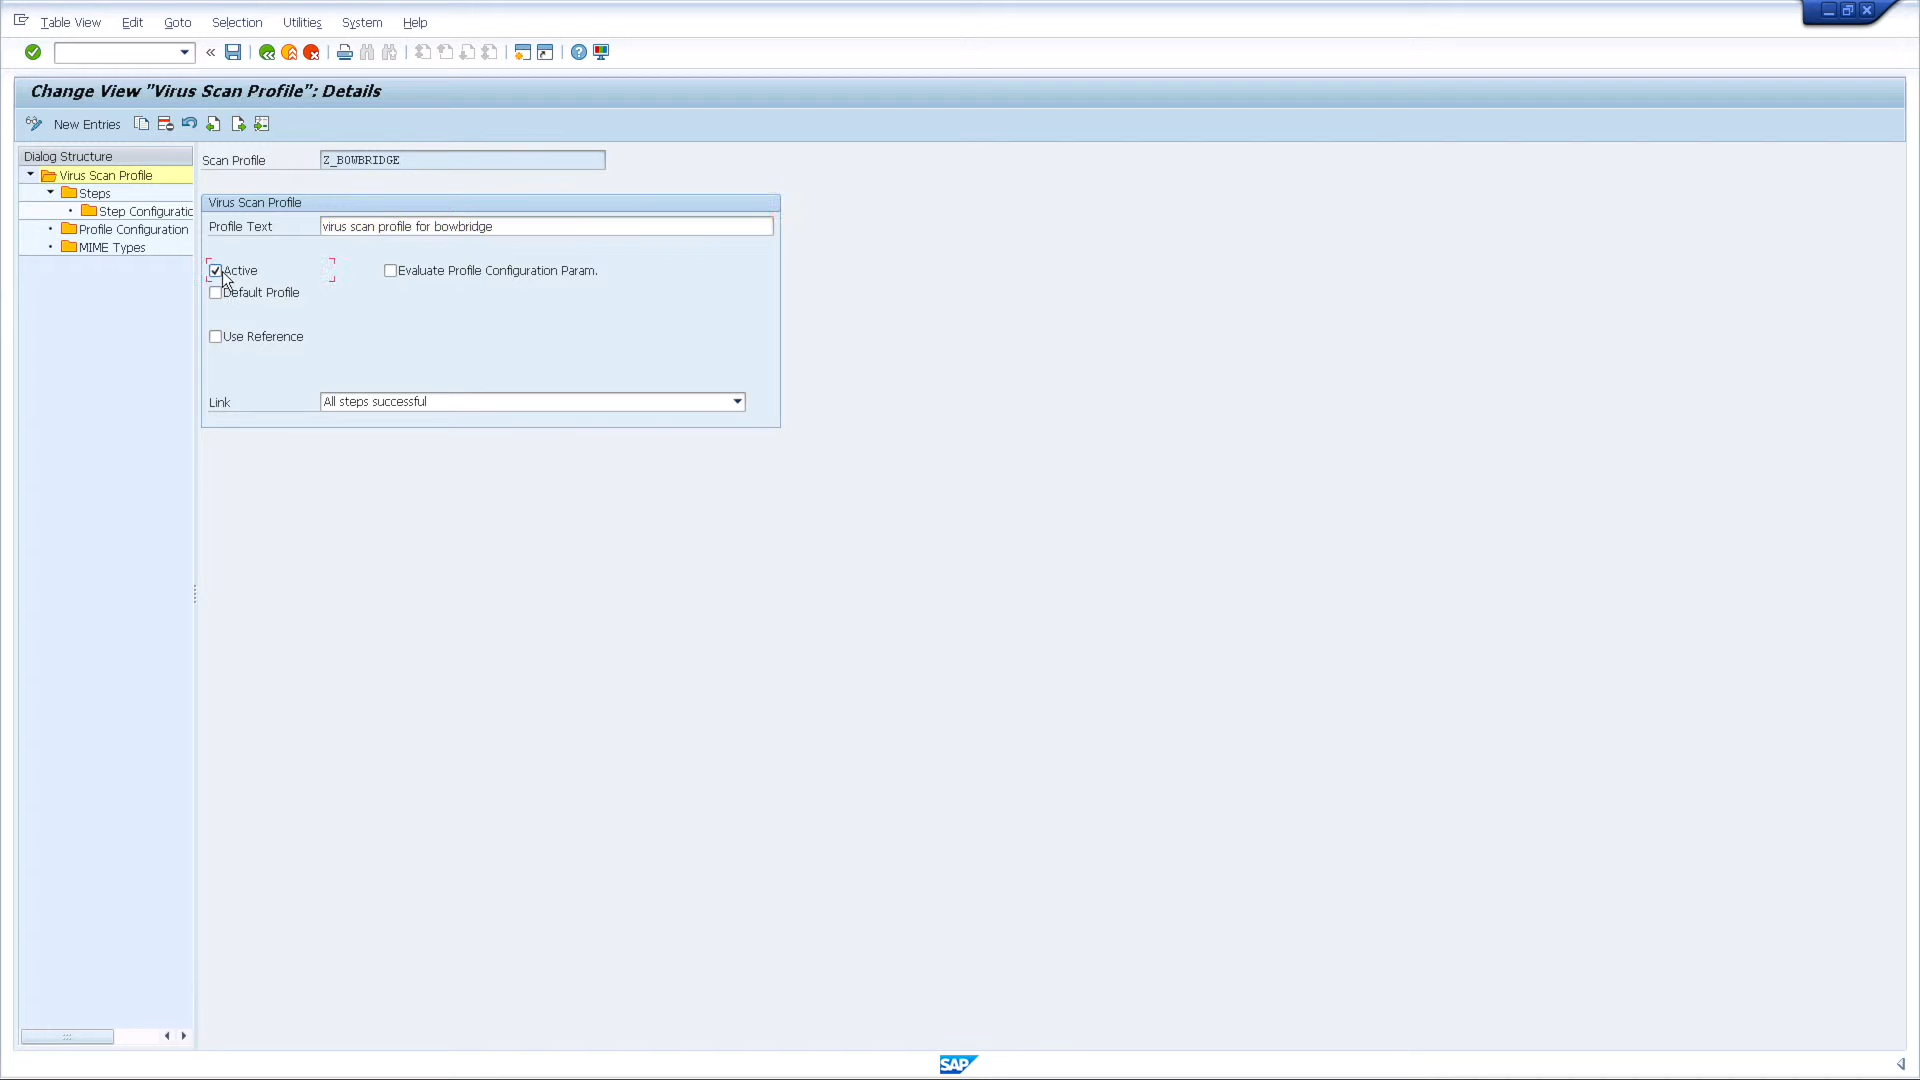 Table View Edit Goto Selection Utilities System Help
Change View "Virus Scan Profile": Details
New Entries
Dialog Structure
Virus Scan Profile
Steps
Step Configuratic
Profile Configuration
MIME Types
Scan Profile Z_BOWBRIDGE
Virus Scan Profile
Profile Text virus scan profile for bowbridge
Active Evaluate Profile Configuration Param.
Default Profile
Use Reference
Link All steps successful
SAP